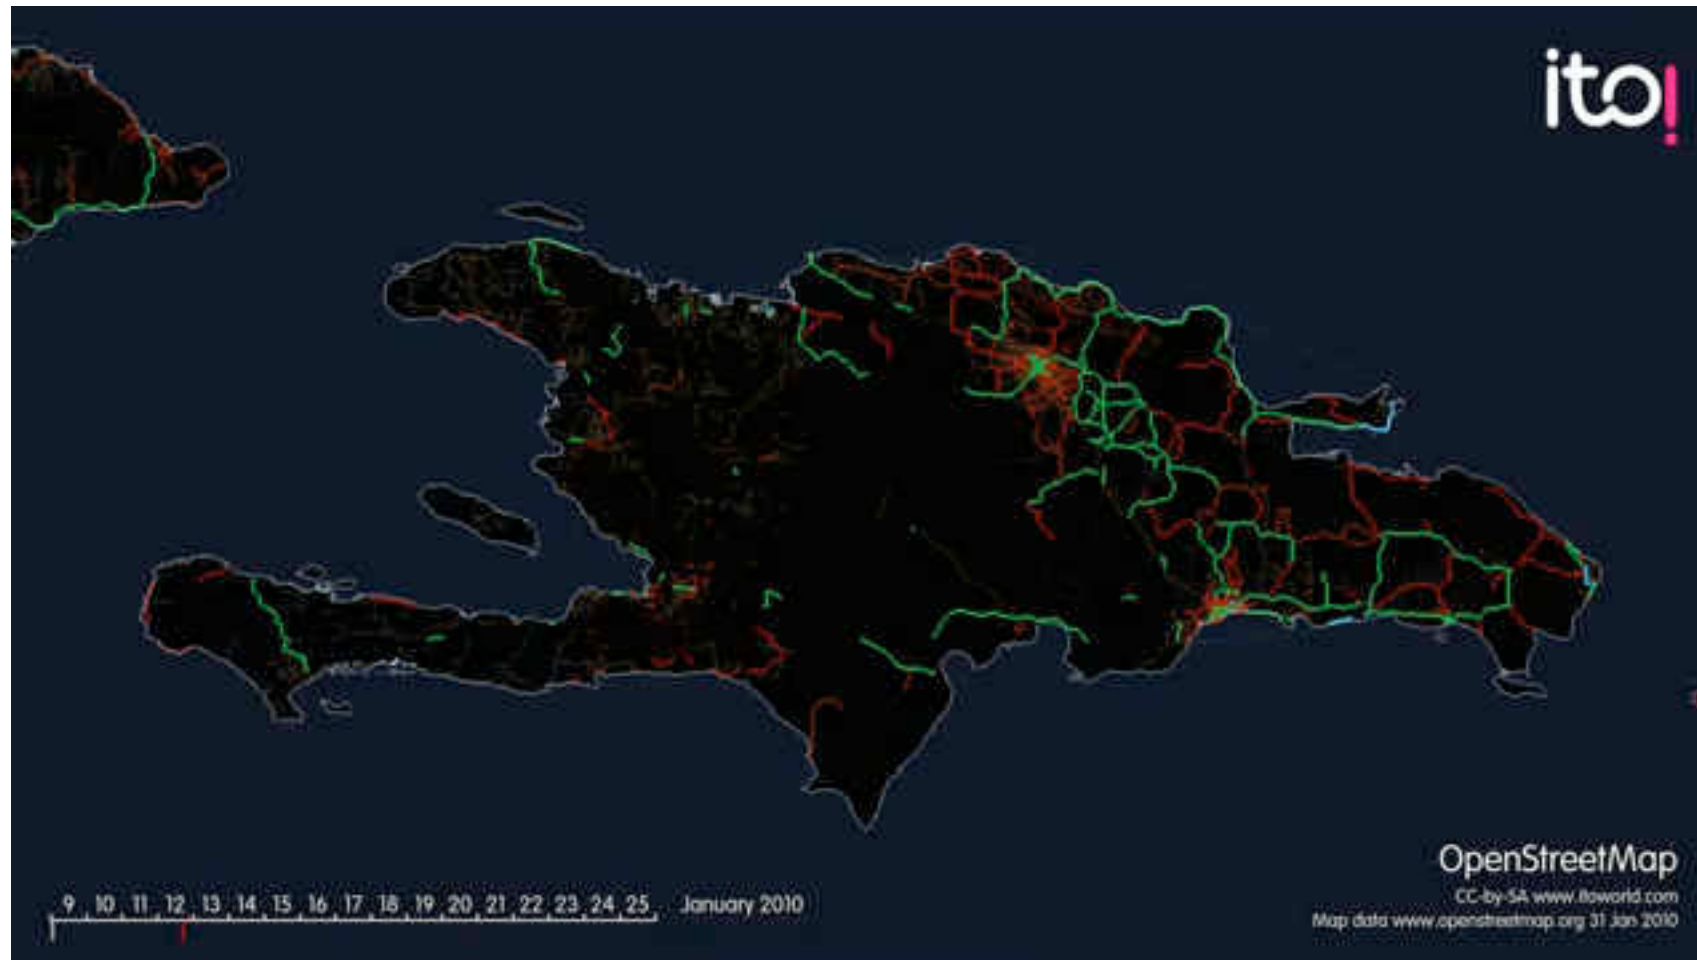 ito!
9 10 11 12 13 14 15 16 17 18 19 20 21 22 23 24 25 January 2010
OpenStreetMap
CC-by-SA www.itoworld.com
Map data www.openstreetmap.org 31 Jan 2010